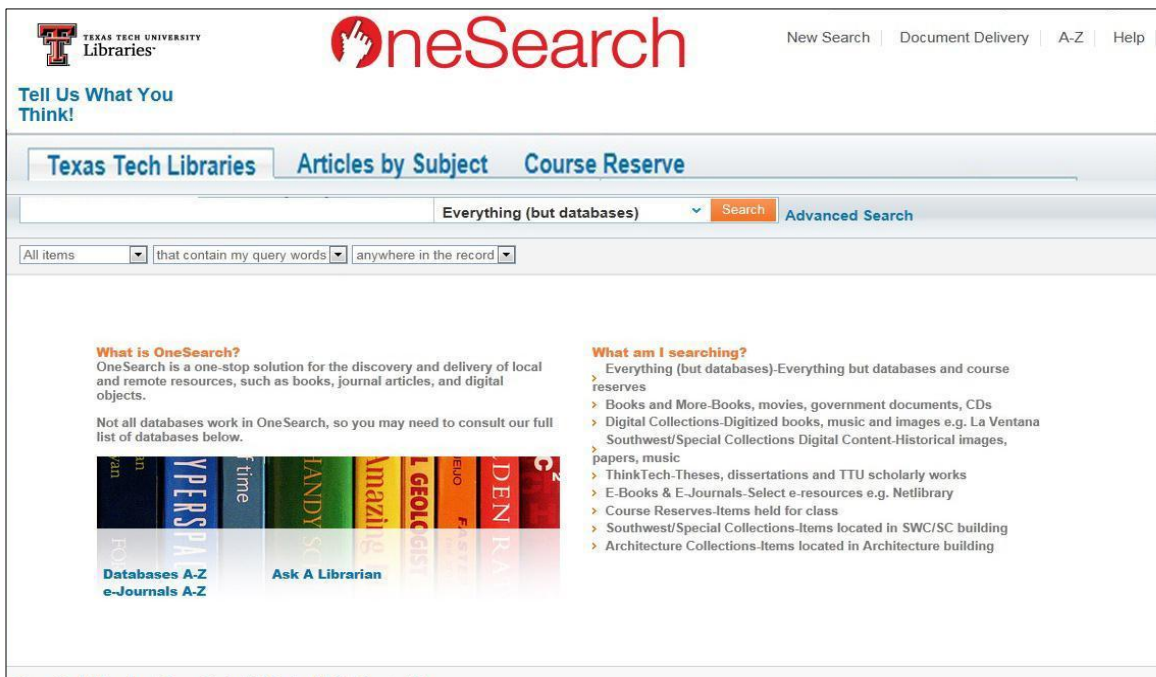 TEXAS TECH UNIVERSITY
Libraries
OneSearch
New Search
Document Delivery
A-Z
Help
Tell Us What You
Think!
Texas Tech Libraries
Articles by Subject
Course Reserve
Everything (but databases)
Search
Advanced Search
All items
that contain my query words
anywhere in the record
What is OneSearch?
OneSearch is a one-stop solution for the discovery and delivery of local
and remote resources, such as books, journal articles, and digital
objects.
Not all databases work in OneSearch, so you may need to consult our full
list of databases below.
YPERSPA
f time
HANDY SC
Amazing
L GEOLOGIST
LDEN RA
Databases A-Z
Ask A Librarian
e-Journals A-Z
What am I searching?
Everything (but databases)-Everything but databases and course
reserves
Books and More-Books, movies, government documents, CDs
Digital Collections-Digitized books, music and images e.g. La Ventana
Southwest/Special Collections Digital Content-Historical images,
papers, music
ThinkTech-Theses, dissertations and TTU scholarly works
E-Books & E-Journals-Select e-resources e.g. Netlibrary
Course Reserves-Items held for class
Southwest/Special Collections-Items located in SWC/SC building
Architecture Collections-Items located in Architecture building